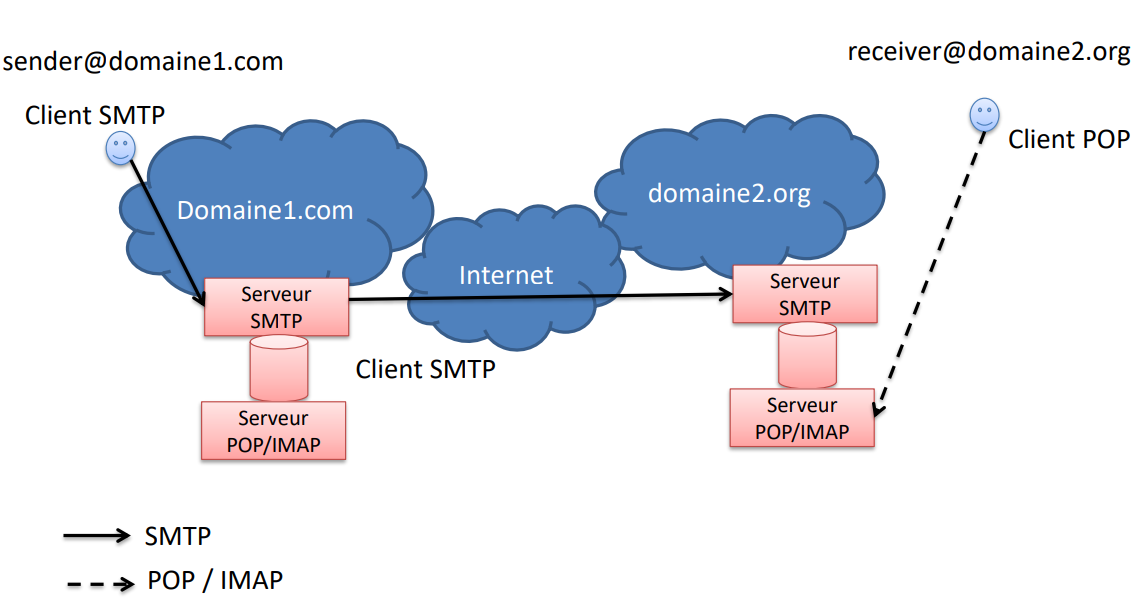 sender@domaine1.com
receiver@domaine2.org
Client SMTP
Client POP
Domaine1.com
domaine2.org
Internet
Serveur
SMTP
Serveur
SMTP
Client SMTP
Serveur
POP/IMAP
Serveur
POP/IMAP
SMTP
POP / IMAP